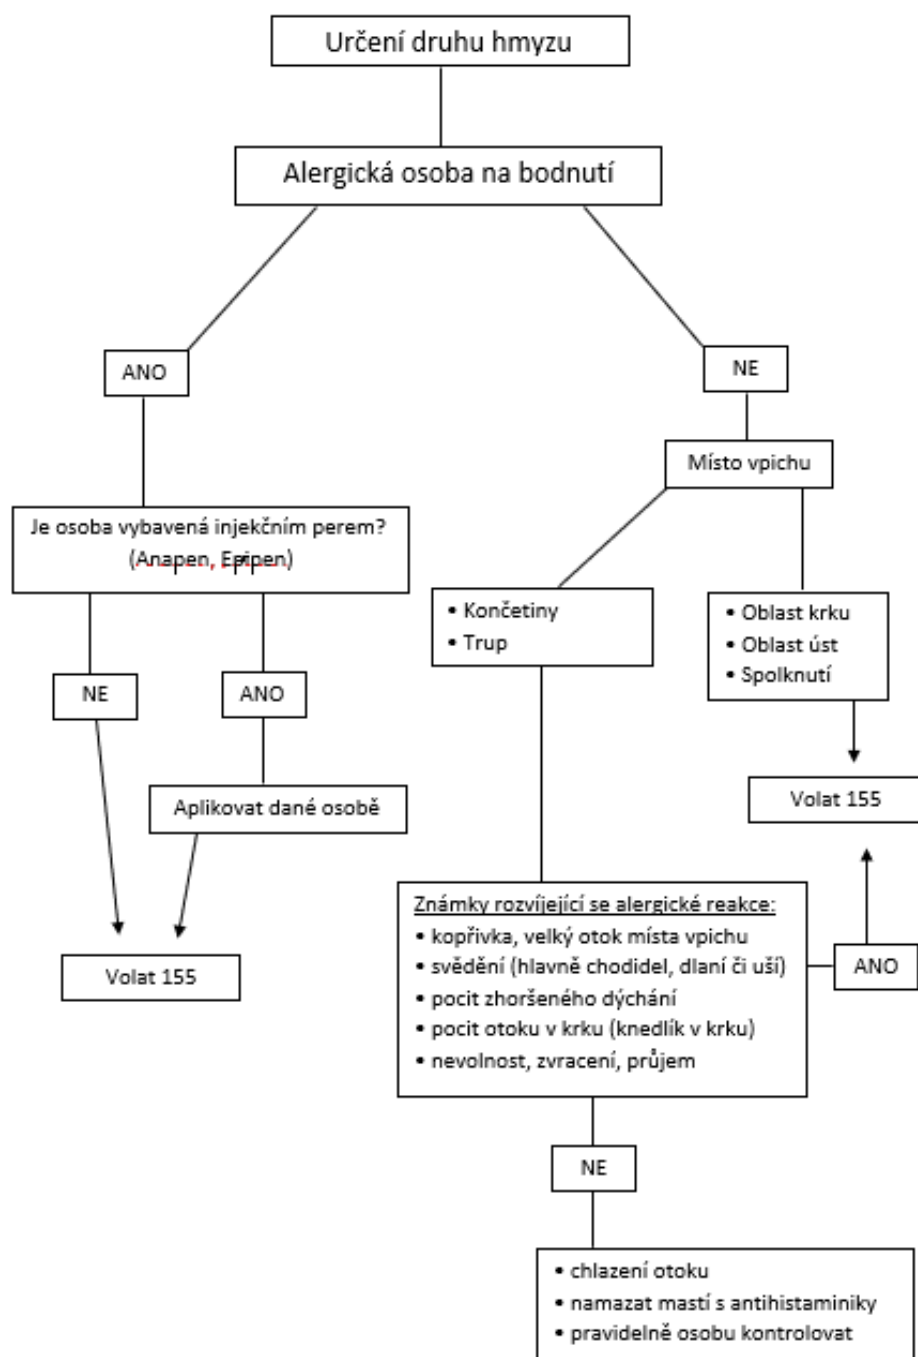 Určení druhu hmyzu
Alergická osoba na bodnutí
ANO
NE
Místo vpichu
Je osoba vybavená injekčním perem?
(Anapen, Epipen)
• Končetiny
• Trup
• Oblast krku
• Oblast úst
• Spolknutí
NE
ANO
Aplikovat dané osobě
Volat 155
Volat 155
Známky rozvíjející se alergické reakce:
• kopřivka, velký otok místa vpichu
• svědění (hlavně chodidel, dlaní či uší)
• pocit zhoršeného dýchání
• pocit otoku v krku (knedlík v krku)
• nevolnost, zvracení, průjem
ANO
NE
• chlazení otoku
• namazat mastí s antihistaminiky
• pravidelně osobu kontrolovat